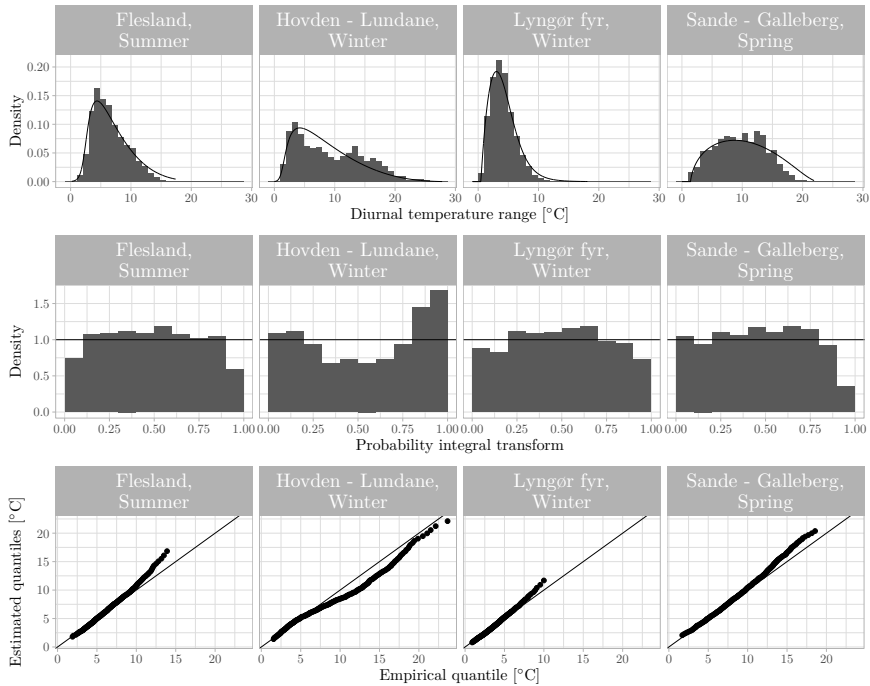 Flesland, Summer
Hovden - Lundane, Winter
Lyngør fyr, Winter
Sande - Galleberg, Spring
Density
0.20
0.15
0.10
0.05
0.00
0 10 20 30 0 10 20 30 0 10 20 30 0 10 20 30
Diurnal temperature range [°C]
Flesland, Summer
Hovden - Lundane, Winter
Lyngør fyr, Winter
Sande - Galleberg, Spring
Density
1.5
1.0
0.5
0.0
0.00 0.25 0.50 0.75 1.00 0.00 0.25 0.50 0.75 1.00 0.00 0.25 0.50 0.75 1.00 0.00 0.25 0.50 0.75 1.00
Probability integral transform
Flesland, Summer
Hovden - Lundane, Winter
Lyngør fyr, Winter
Sande - Galleberg, Spring
Estimated quantiles [°C]
20
15
10
5
0
0 5 10 15 20 0 5 10 15 20 0 5 10 15 20 0 5 10 15 20
Empirical quantile [°C]